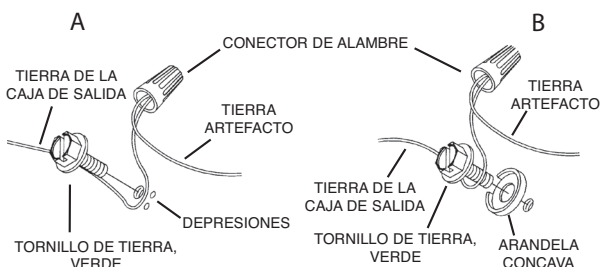 A
B
CONECTOR DE ALAMBRE
TIERRA DE LA
CAJA DE SALIDA
TIERRA
ARTEFACTO
DEPRESIONES
TORNILLO DE TIERRA,
VERDE
TIERRA
ARTEFACTO
TIERRA DE LA
CAJA DE SALIDA
TORNILLO DE TIERRA,
VERDE
ARANDELA
CONCAVA